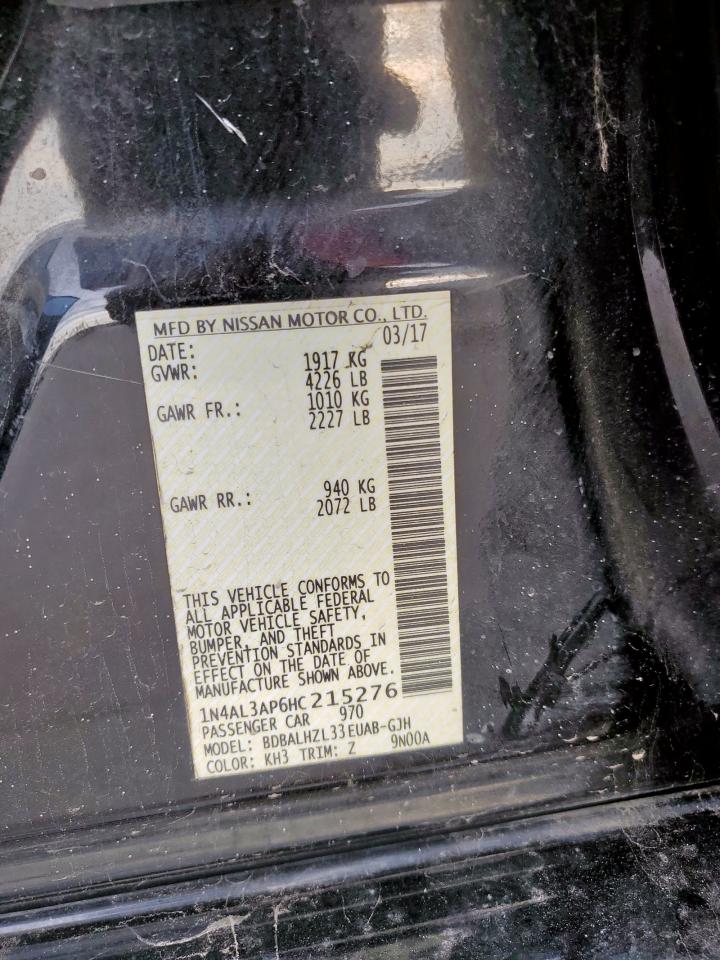 MFD BY NISSAN MOTOR CO., LTD.
DATE: 03/17
GVWR: 1917 KG
4226 LB
GAWR FR.: 1010 KG
2227 LB
GAWR RR.: 940 KG
2072 LB
THIS VEHICLE CONFORMS TO
ALL APPLICABLE FEDERAL
MOTOR VEHICLE SAFETY,
BUMPER, AND THEFT
PREVENTION STANDARDS IN
EFFECT ON THE DATE OF
MANUFACTURE SHOWN ABOVE.
1N4AL3AP6HC215276
PASSENGER CAR 970
MODEL: BDBALHZL33EUAB-GJH
COLOR: KH3 TRIM: Z 9N00A